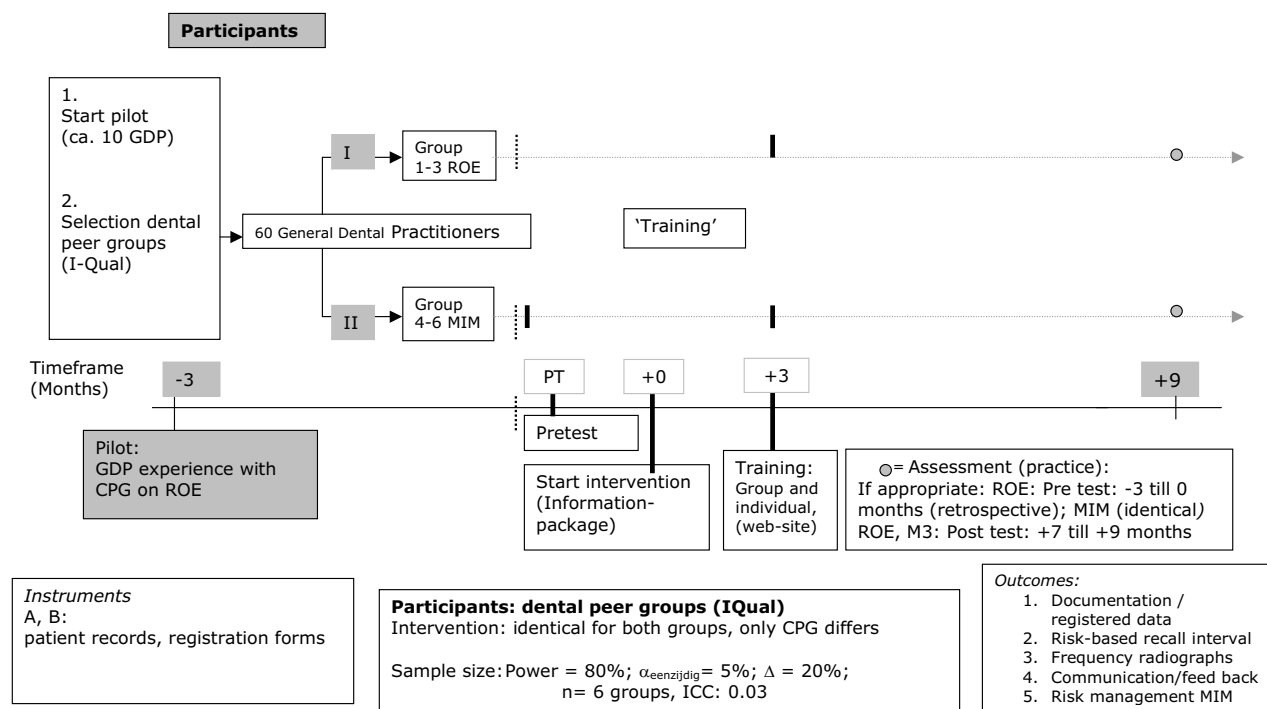 Participants
1.
Start pilot
(ca. 10 GDP)
2.
Selection dental
peer groups
(I-Qual)
60 General Dental Practitioners
I
Group
1-3 ROE
'Training'
II
Group
4-6 MIM
Timeframe
(Months)
-3
PT
+0
+3
+9
Pilot:
GDP experience with
CPG on ROE
Pretest
Start intervention
(Information-
package)
Training:
Group and
individual,
(web-site)
= Assessment (practice):
If appropriate: ROE: Pre test: -3 till 0
months (retrospective); MIM (identical)
ROE, M3: Post test: +7 till +9 months
Instruments
A, B:
patient records, registration forms
Participants: dental peer groups (IQual)
Intervention: identical for both groups, only CPG differs
Sample size: Power = 80%; αeenzijdig= 5%; Δ = 20%;
n= 6 groups, ICC: 0.03
Outcomes:
1. Documentation /
registered data
2. Risk-based recall interval
3. Frequency radiographs
4. Communication/feed back
5. Risk management MIM